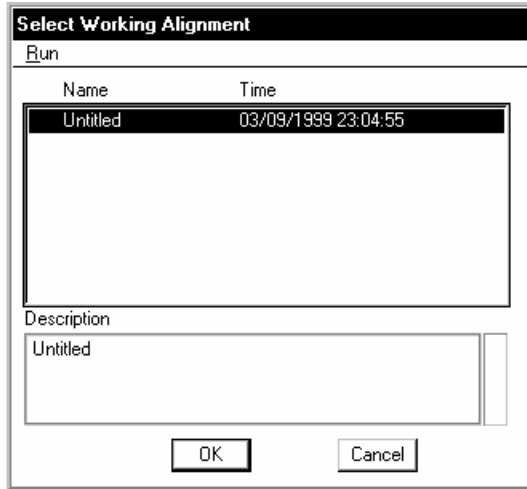 Select Working Alignment
Run
Name Time
Untitled 03/09/1999 23:04:55
Description
Untitled
OK Cancel